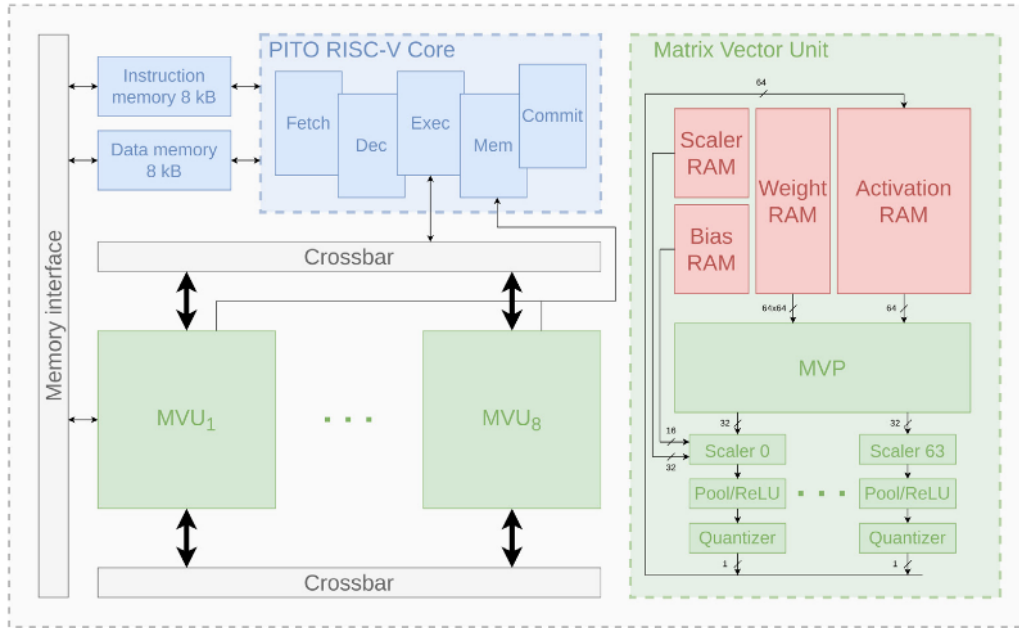 Memory interface
Instruction
memory 8 kB
Data memory
8 kB
PITO RISC-V Core
Fetch
Dec
Exec
Mem
Commit
Crossbar
MVU1
MVU8
Crossbar
Matrix Vector Unit
64
Scaler
RAM
Bias
RAM
Weight
RAM
Activation
RAM
64x64
64
MVP
32
32
16
32
Scaler 0
Scaler 63
Pool/ReLU
Pool/ReLU
Quantizer
Quantizer
1
1